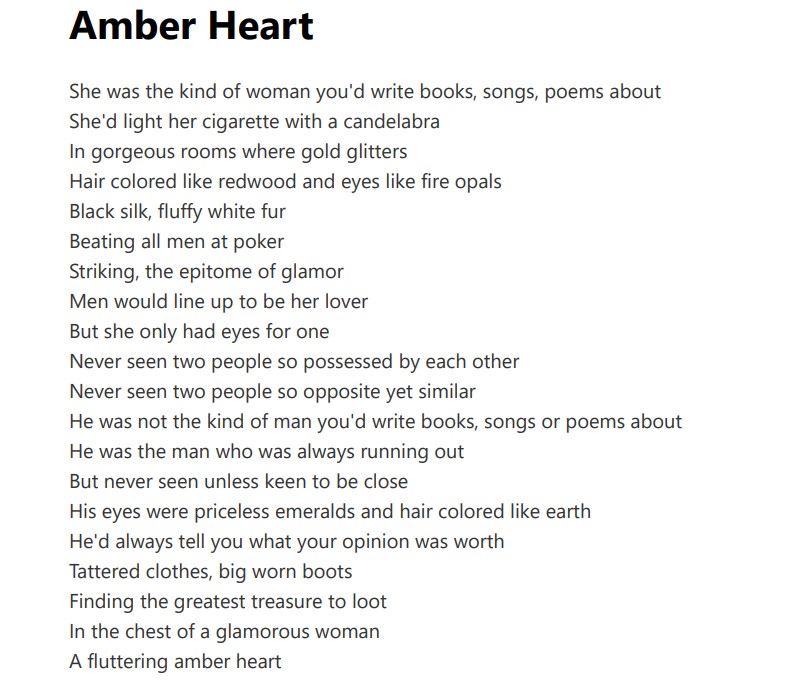 Amber Heart
She was the kind of woman you'd write books, songs, poems about
She'd light her cigarette with a candelabra
In gorgeous rooms where gold glitters
Hair colored like redwood and eyes like fire opals
Black silk, fluffy white fur
Beating all men at poker
Striking, the epitome of glamor
Men would line up to be her lover
But she only had eyes for one
Never seen two people so possessed by each other
Never seen two people so opposite yet similar
He was not the kind of man you'd write books, songs or poems about
He was the man who was always running out
But never seen unless keen to be close
His eyes were priceless emeralds and hair colored like earth
He'd always tell you what your opinion was worth
Tattered clothes, big worn boots
Finding the greatest treasure to loot
In the chest of a glamorous woman
A fluttering amber heart